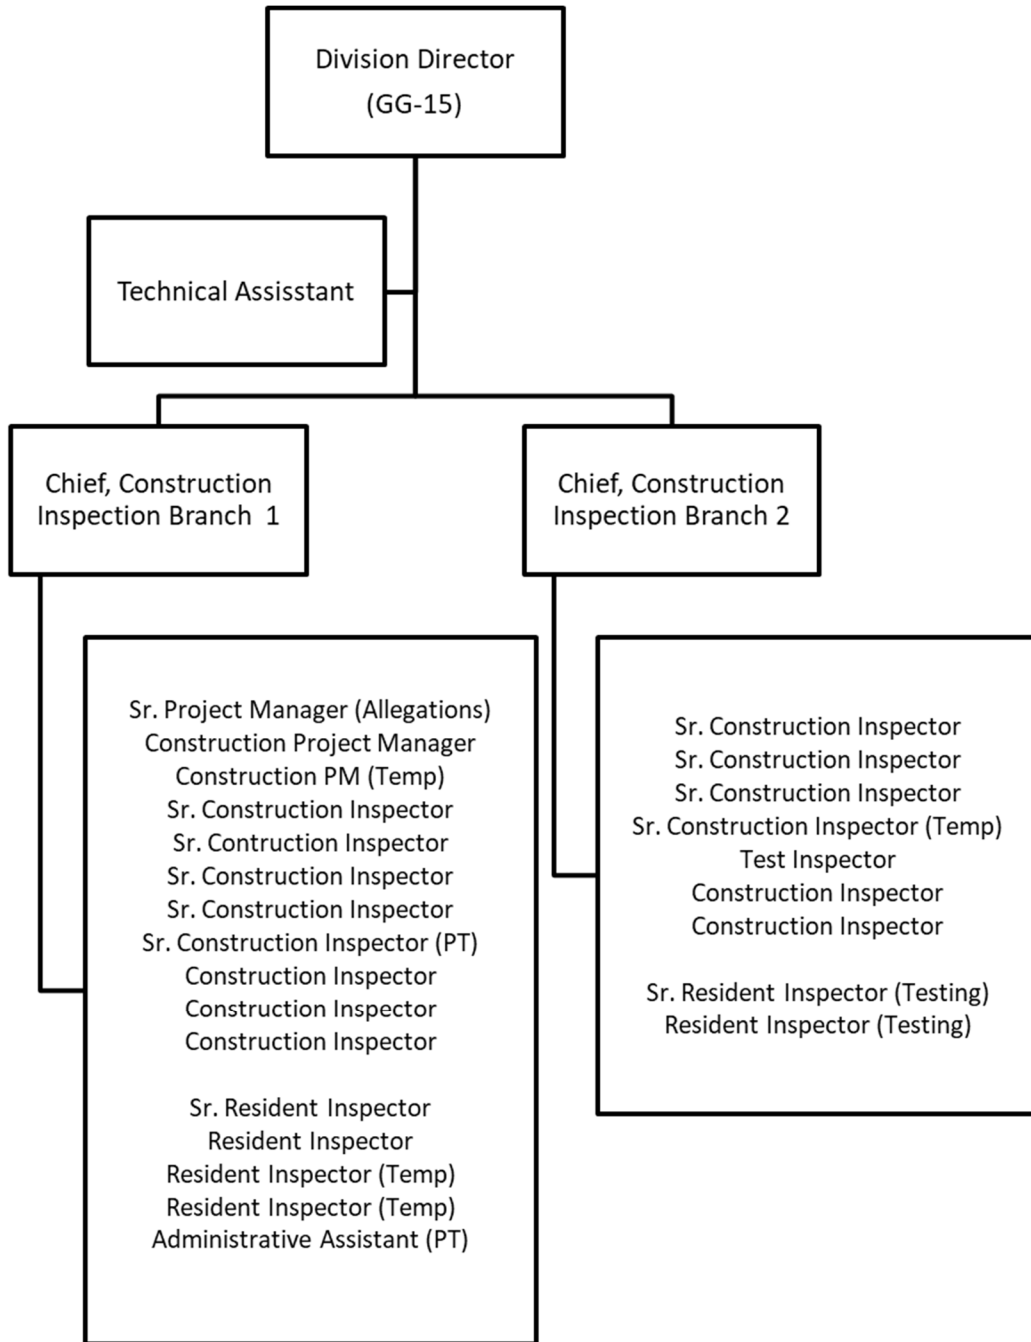 Division Director
(GG-15)
Technical Assisstant
Chief, Construction
Inspection Branch 1
Chief, Construction
Inspection Branch 2
Sr. Project Manager (Allegations)
Construction Project Manager
Construction PM (Temp)
Sr. Construction Inspector
Sr. Contruction Inspector
Sr. Construction Inspector
Sr. Construction Inspector
Sr. Construction Inspector (PT)
Construction Inspector
Construction Inspector
Construction Inspector
Sr. Resident Inspector
Resident Inspector
Resident Inspector (Temp)
Resident Inspector (Temp)
Administrative Assistant (PT)
Sr. Construction Inspector
Sr. Construction Inspector
Sr. Construction Inspector
Sr. Construction Inspector (Temp)
Test Inspector
Construction Inspector
Construction Inspector
Sr. Resident Inspector (Testing)
Resident Inspector (Testing)